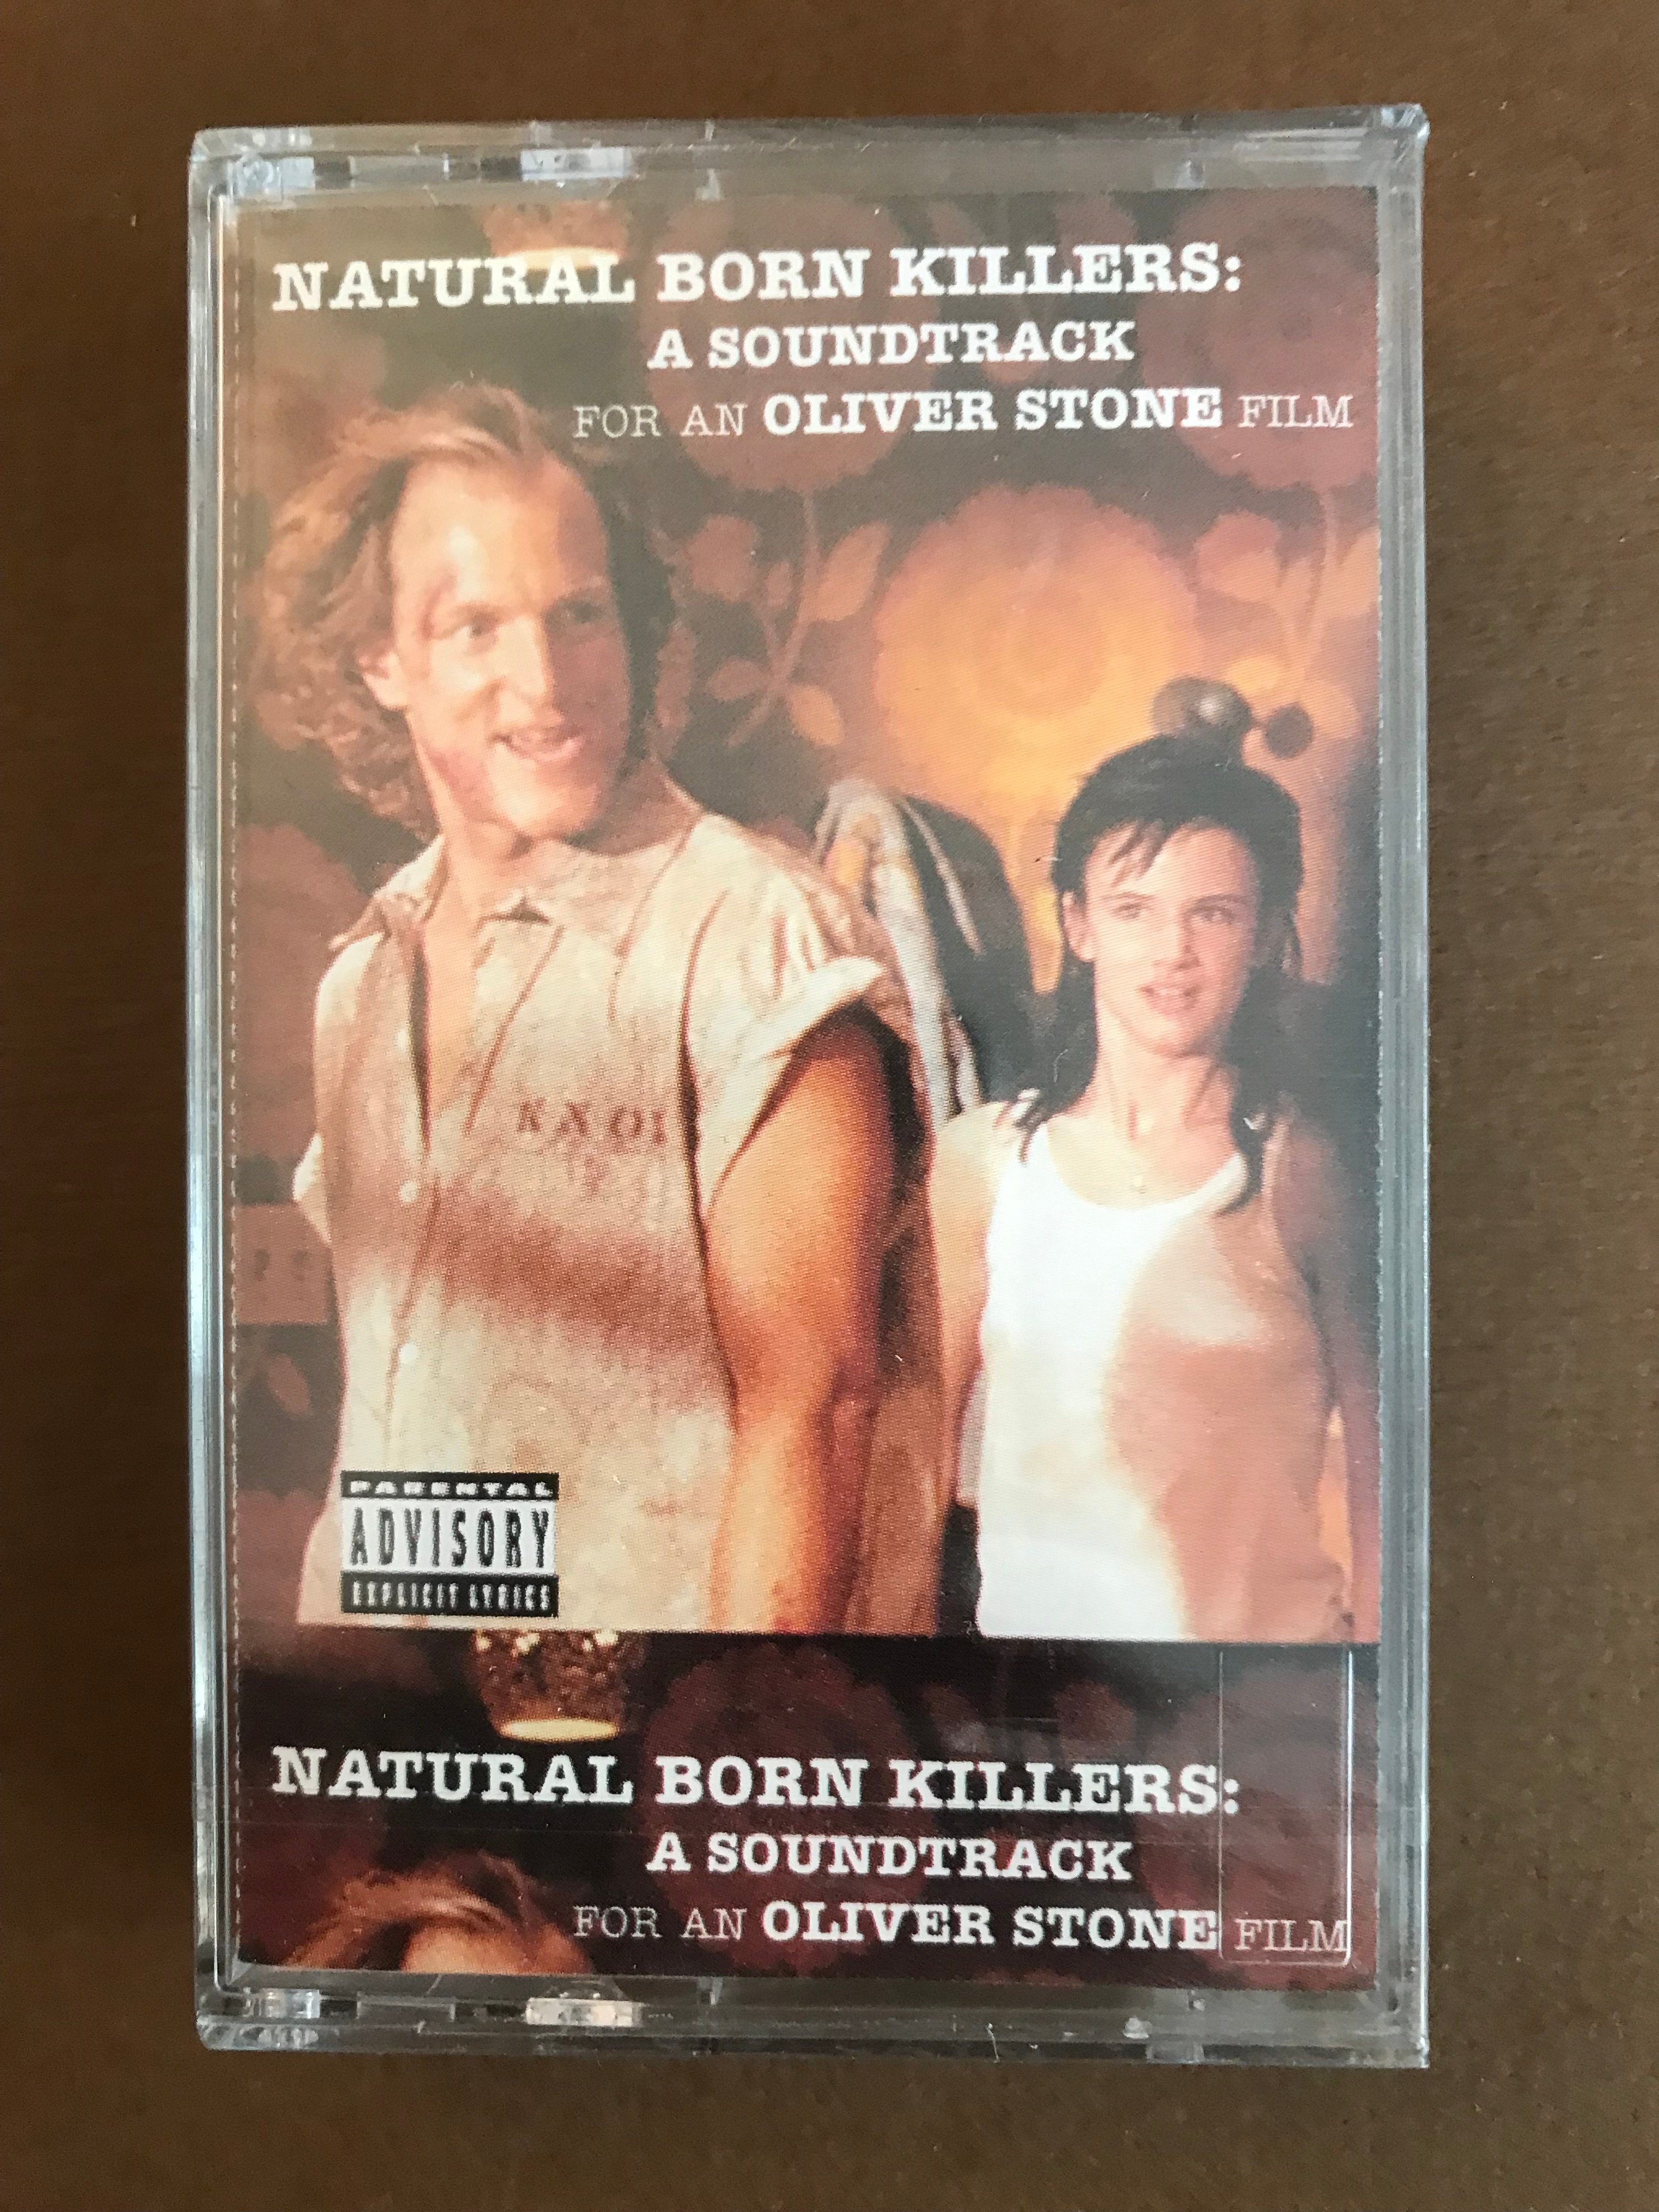 NATURAL BORN KILLERS:
A SOUNDTRACK
FOR AN OLIVER STONE FILM
PARENTAL
ADVISORY
EXPLICIT LYRICS
NATURAL BORN KILLERS:
A SOUNDTRACK
FOR AN OLIVER STONE FILM